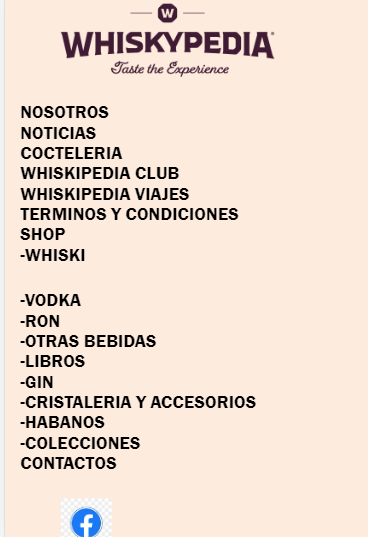 W
WHISKYPEDIA
Taste the Experience
NOSOTROS
NOTICIAS
COCTELERIA
WHISKIPEDIA CLUB
WHISKIPEDIA VIAJES
TERMINOS Y CONDICIONES
SHOP
-WHISKI
-VODKA
-RON
-OTRAS BEBIDAS
-LIBROS
-GIN
-CRISTALERIA Y ACCESORIOS
-HABANOS
-COLECCIONES
CONTACTOS